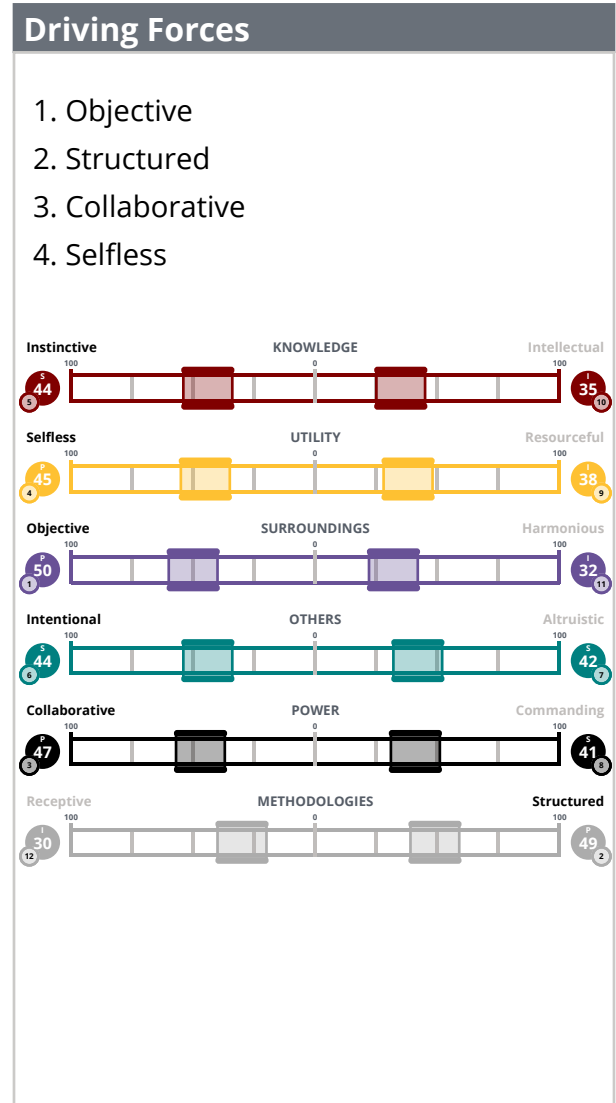 Driving Forces
1. Objective
2. Structured
3. Collaborative
4. Selfless
Instinctive KNOWLEDGE Intellectual
100 0 100
S 44 5 I 35 10
Selfless UTILITY Resourceful
100 0 100
P 45 4 I 38 9
Objective SURROUNDINGS Harmonious
100 0 100
P 50 1 I 32 11
Intentional OTHERS Altruistic
100 0 100
S 44 6 S 42 7
Collaborative POWER Commanding
100 0 100
P 47 3 S 41 8
Receptive METHODOLOGIES Structured
100 0 100
I 30 12 P 49 2